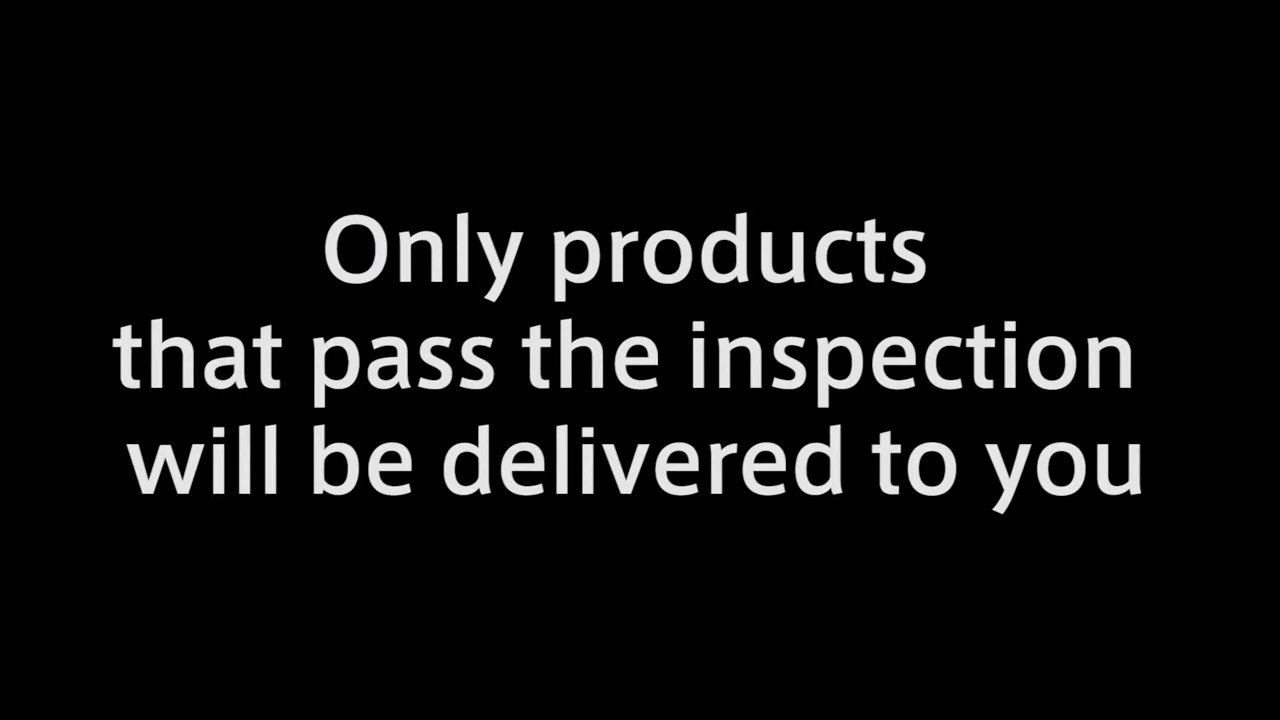 Only products
that pass the inspection
will be delivered to you